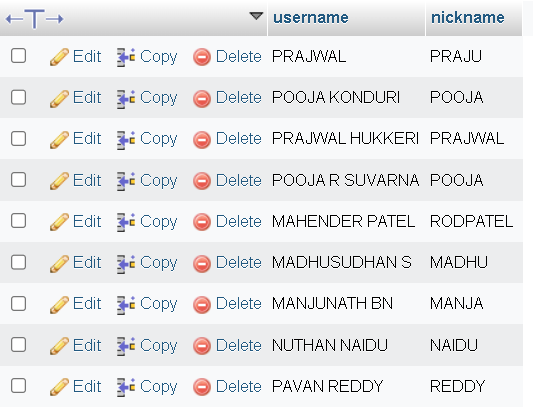 username nickname
Edit Copy Delete PRAJWAL PRAJU
Edit Copy Delete POOJA KONDURI POOJA
Edit Copy Delete PRAJWAL HUKKERI PRAJWAL
Edit Copy Delete POOJA R SUVARNA POOJA
Edit Copy Delete MAHENDER PATEL RODPATEL
Edit Copy Delete MADHUSUDHAN S MADHU
Edit Copy Delete MANJUNATH BN MANJA
Edit Copy Delete NUTHAN NAIDU NAIDU
Edit Copy Delete PAVAN REDDY REDDY